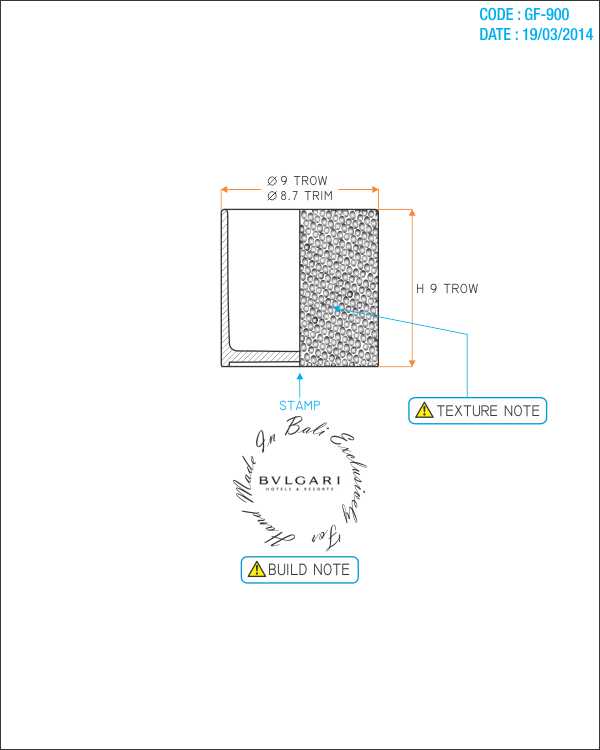 CODE : GF-900
DATE : 19/03/2014
Ø 9 TROW
Ø 8.7 TRIM
H 9 TROW
TEXTURE NOTE
STAMP
Hand Made In Bali Exclusively For
BVLGARI
HOTELS & RESORTS
BUILD NOTE